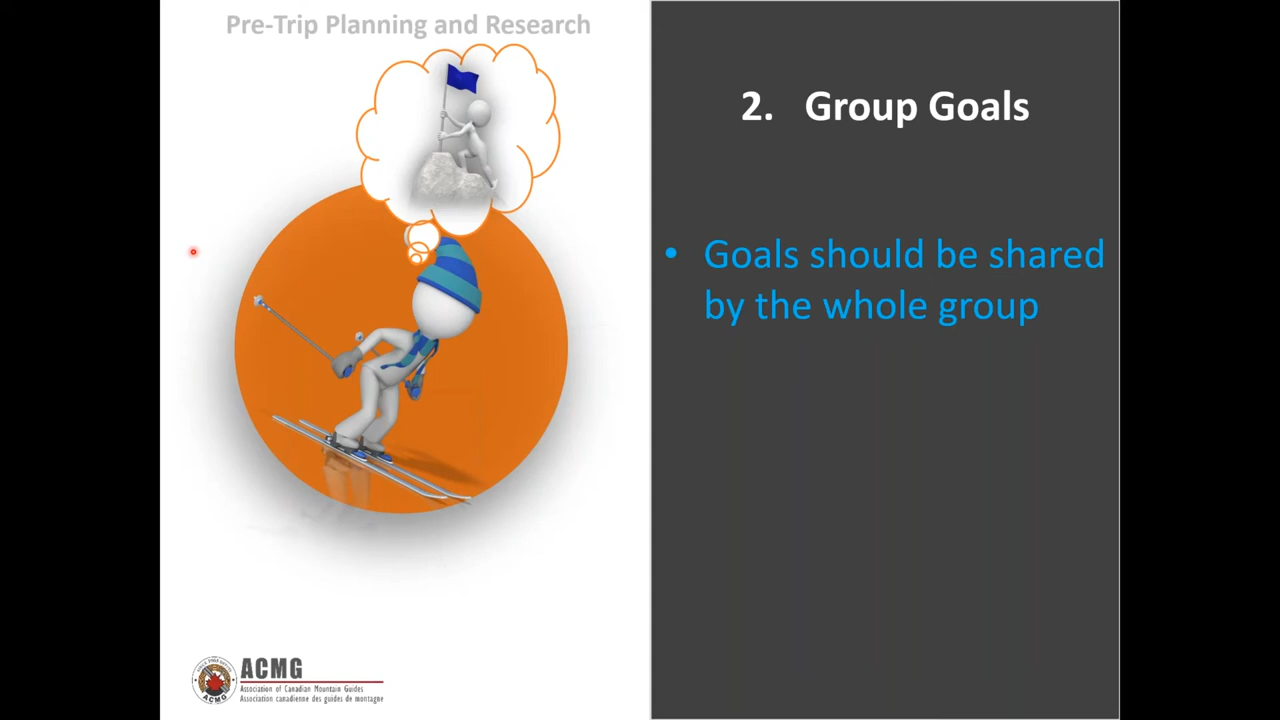 Pre-Trip Planning and Research
2. Group Goals
• Goals should be shared
by the whole group
ACMG
Association of Canadian Mountain Guides
Association canadienne des guides de montagne
ACMG